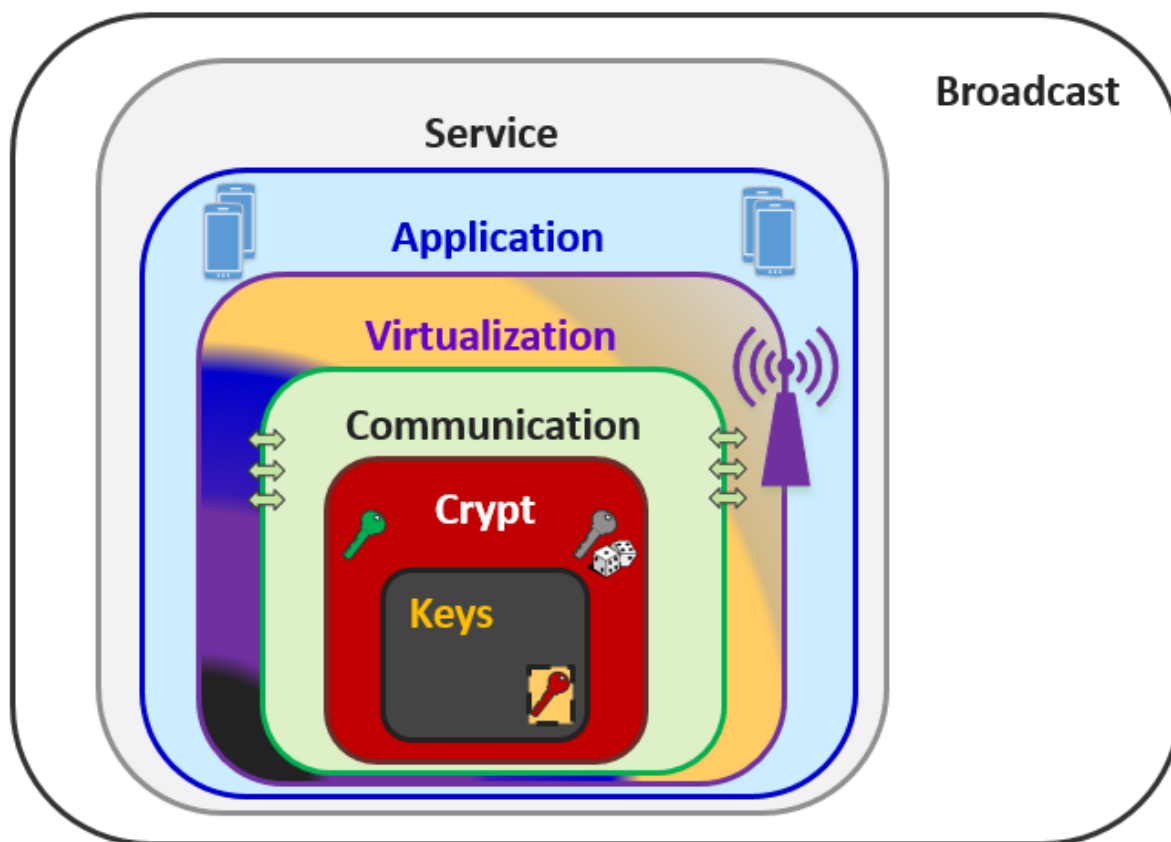 Broadcast
Service
Application
Virtualization
Communication
Crypt
Keys